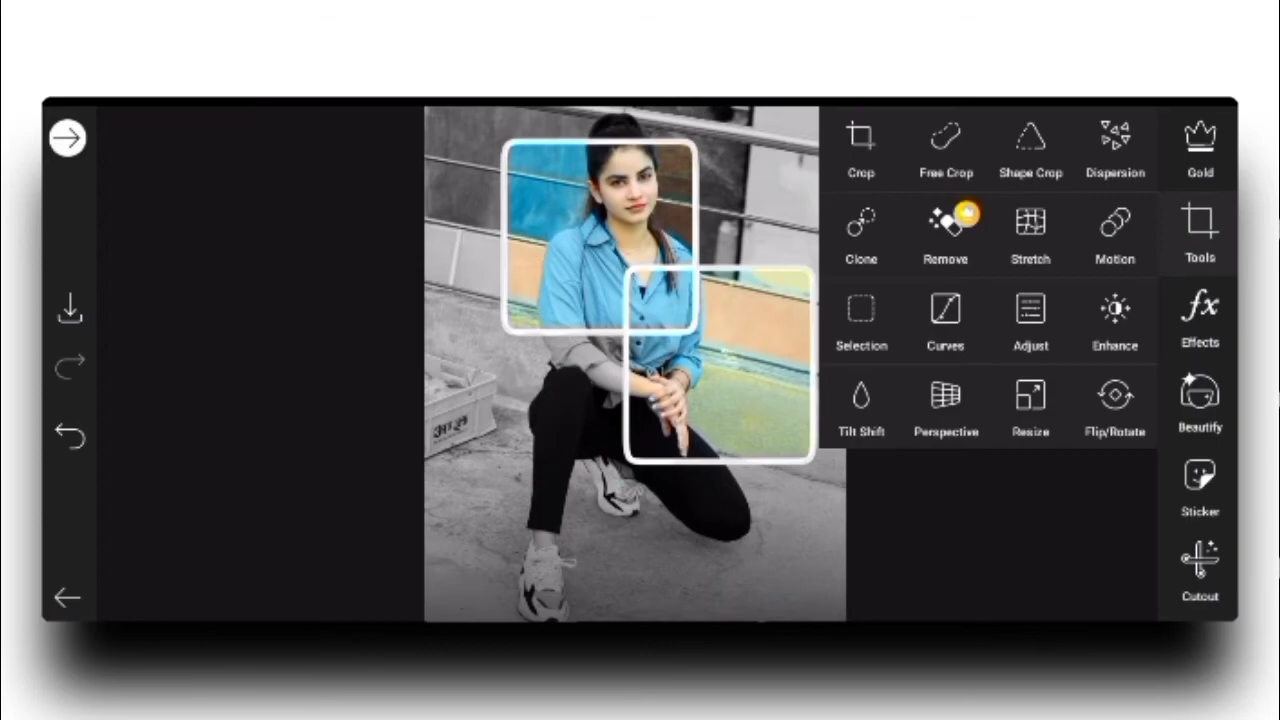 Crop Free Crop Shape Crop Dispersion Gold
Clone Remove Stretch Motion Tools
Selection Curves Adjust Enhance Effects
Tilt Shift Perspective Resize Flip/Rotate Beautify
Sticker
Cutout
fx